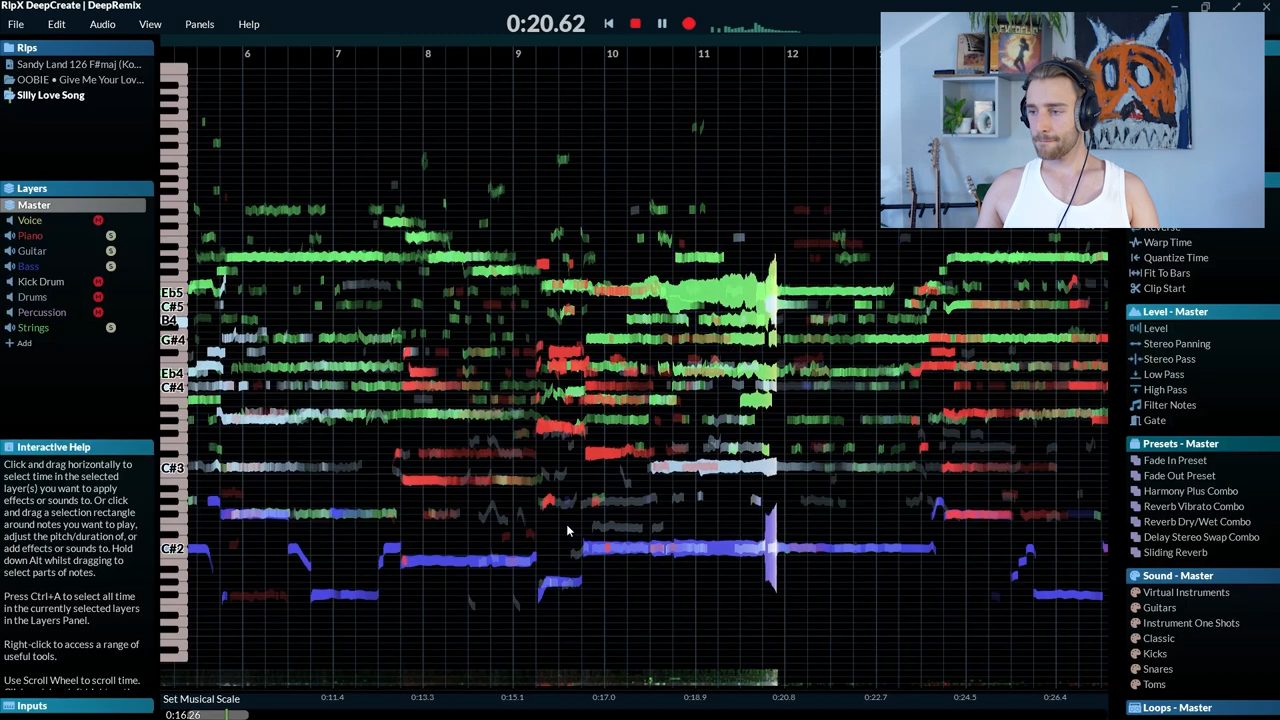 RipX DeepCreate | DeepRemix
File Edit Audio View Panels Help
0:20.62
Rips
Sandy Land 126 F#maj (Ko...
OOBIE • Give Me Your Lov...
Silly Love Song
Layers
Master
Voice M
Piano S
Guitar S
Bass S
Kick Drum M
Drums M
Percussion M
Strings S
Add
Interactive Help
Click and drag horizontally to
select time in the selected
layer(s) you want to apply
effects or sounds to. Or click
and drag a selection rectangle
around notes you want to play,
adjust the pitch/duration of, or
add effects or sounds to. Hold
down Alt whilst dragging to
select parts of notes.
Press Ctrl+A to select all time
in the currently selected layers
in the Layers Panel.
Right-click to access a range of
useful tools.
Use Scroll Wheel to scroll time.
Inputs
6 7 8 9 10 11 12
Eb5
C#5
B4
G#4
Eb4
C#4
C#3
C#2
Set Musical Scale
0:11.4 0:13.3 0:15.1 0:17.0 0:18.9 0:20.8 0:22.7 0:24.5 0:26.4
0:16.26
Reverse
Warp Time
Quantize Time
Fit To Bars
Clip Start
Level - Master
Level
Stereo Panning
Stereo Pass
Low Pass
High Pass
Filter Notes
Gate
Presets - Master
Fade In Preset
Fade Out Preset
Harmony Plus Combo
Reverb Vibrato Combo
Reverb Dry/Wet Combo
Delay Stereo Swap Combo
Sliding Reverb
Sound - Master
Virtual Instruments
Guitars
Instrument One Shots
Classic
Kicks
Snares
Toms
Loops - Master